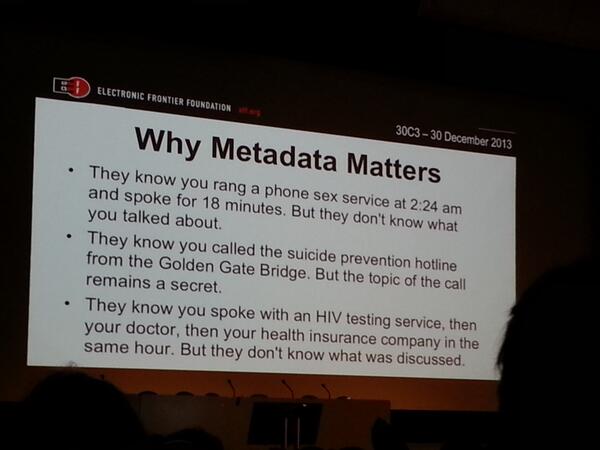 ELECTRONIC FRONTIER FOUNDATION eff.org
30C3 – 30 December 2013
Why Metadata Matters
• They know you rang a phone sex service at 2:24 am
and spoke for 18 minutes. But they don't know what
you talked about.
• They know you called the suicide prevention hotline
from the Golden Gate Bridge. But the topic of the call
remains a secret.
• They know you spoke with an HIV testing service, then
your doctor, then your health insurance company in the
same hour. But they don't know what was discussed.